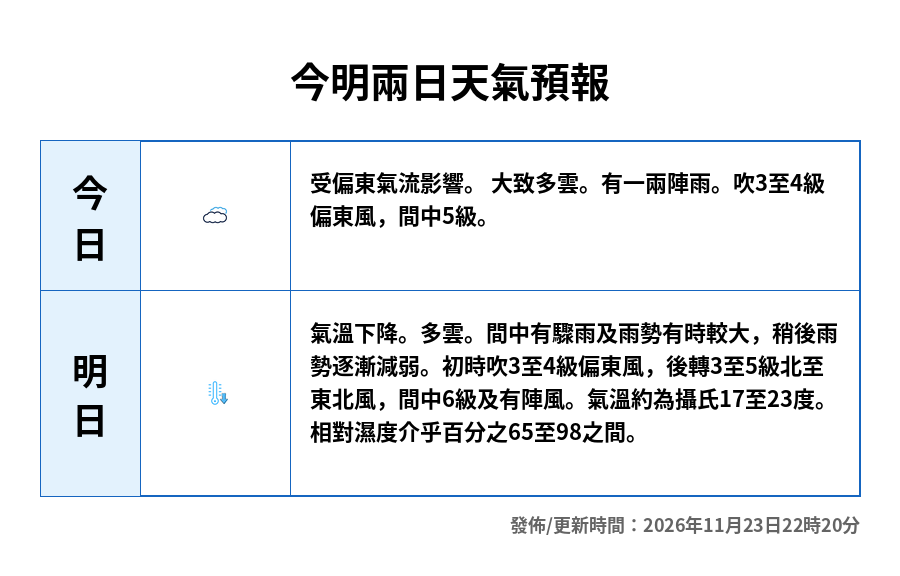 今明兩日天氣預報
今
日
受偏東氣流影響。 大致多雲。有一兩陣雨。吹3至4級
偏東風，間中5級。
明
日
氣溫下降。多雲。間中有驟雨及雨勢有時較大，稍後雨
勢逐漸減弱。初時吹3至4級偏東風，後轉3至5級北至
東北風，間中6級及有陣風。氣溫約為攝氏17至23度。
相對濕度介乎百分之65至98之間。
發佈/更新時間：2026年11月23日22時20分